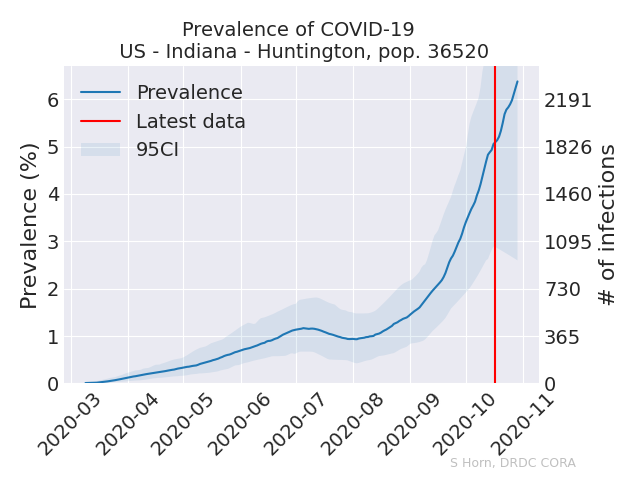 Prevalence of COVID-19
US - Indiana - Huntington, pop. 36520
Prevalence
Latest data
95CI
Prevalence (%)
6
5
4
3
2
1
0
2191
1826
1460
1095
730
365
0
# of infections
2020-03
2020-04
2020-05
2020-06
2020-07
2020-08
2020-09
2020-10
2020-11
S Horn, DRDC CORA